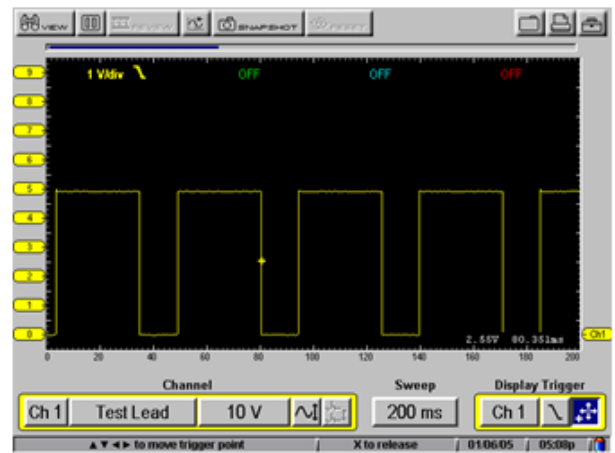 VIEW REVIEW SNAPSHOT RESET
9 1 V/div OFF OFF OFF
8
7
6
5
4
3
2
1
2.55V 80.351ms
0 Ch1
0 20 40 60 80 100 120 140 160 180 200
Channel Sweep Display Trigger
Ch 1 Test Lead 10 V 200 ms Ch 1
▲ ▼ ◄ ► to move trigger point X to release 01/06/05 05:08p